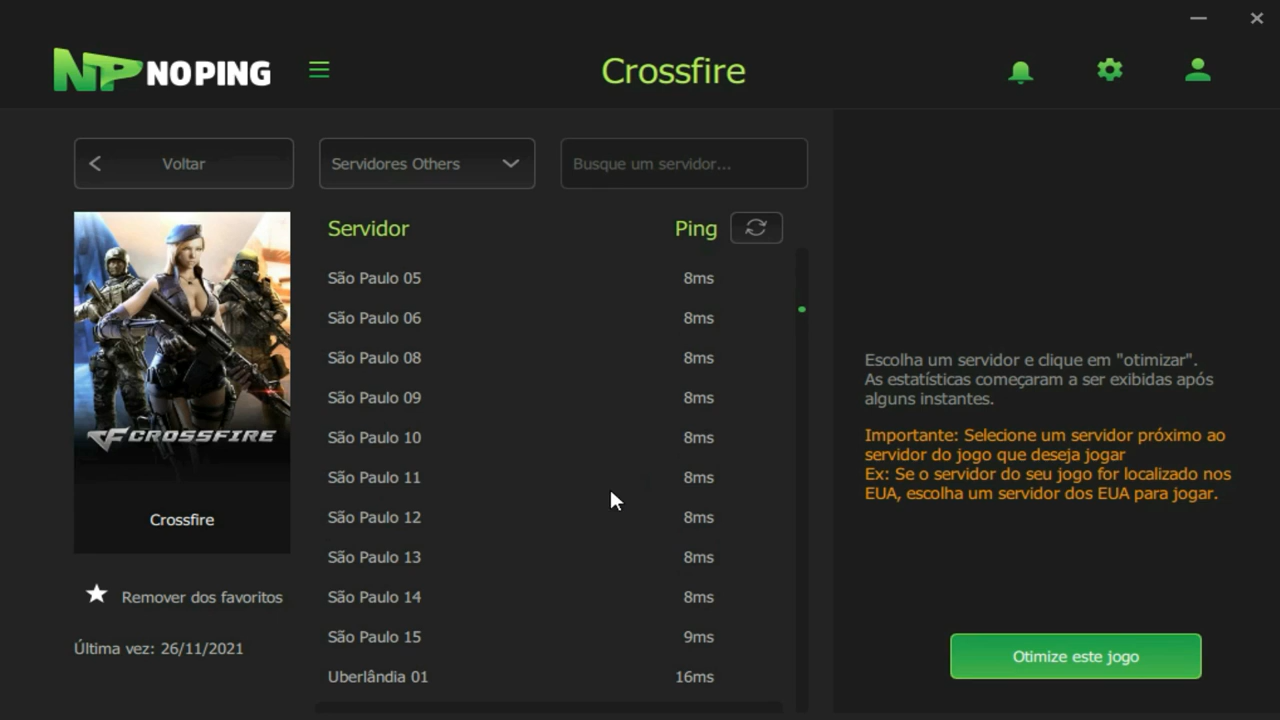 NP NOPING
Crossfire
Voltar
Servidores Others
Busque um servidor...
CF CROSSFIRE
Crossfire
Remover dos favoritos
Última vez: 26/11/2021
Servidor Ping
São Paulo 05 8ms
São Paulo 06 8ms
São Paulo 08 8ms
São Paulo 09 8ms
São Paulo 10 8ms
São Paulo 11 8ms
São Paulo 12 8ms
São Paulo 13 8ms
São Paulo 14 8ms
São Paulo 15 9ms
Uberlândia 01 16ms
Escolha um servidor e clique em "otimizar".
As estatísticas começaram a ser exibidas após
alguns instantes.
Importante: Selecione um servidor próximo ao
servidor do jogo que deseja jogar
Ex: Se o servidor do seu jogo for localizado nos
EUA, escolha um servidor dos EUA para jogar.
Otimize este jogo